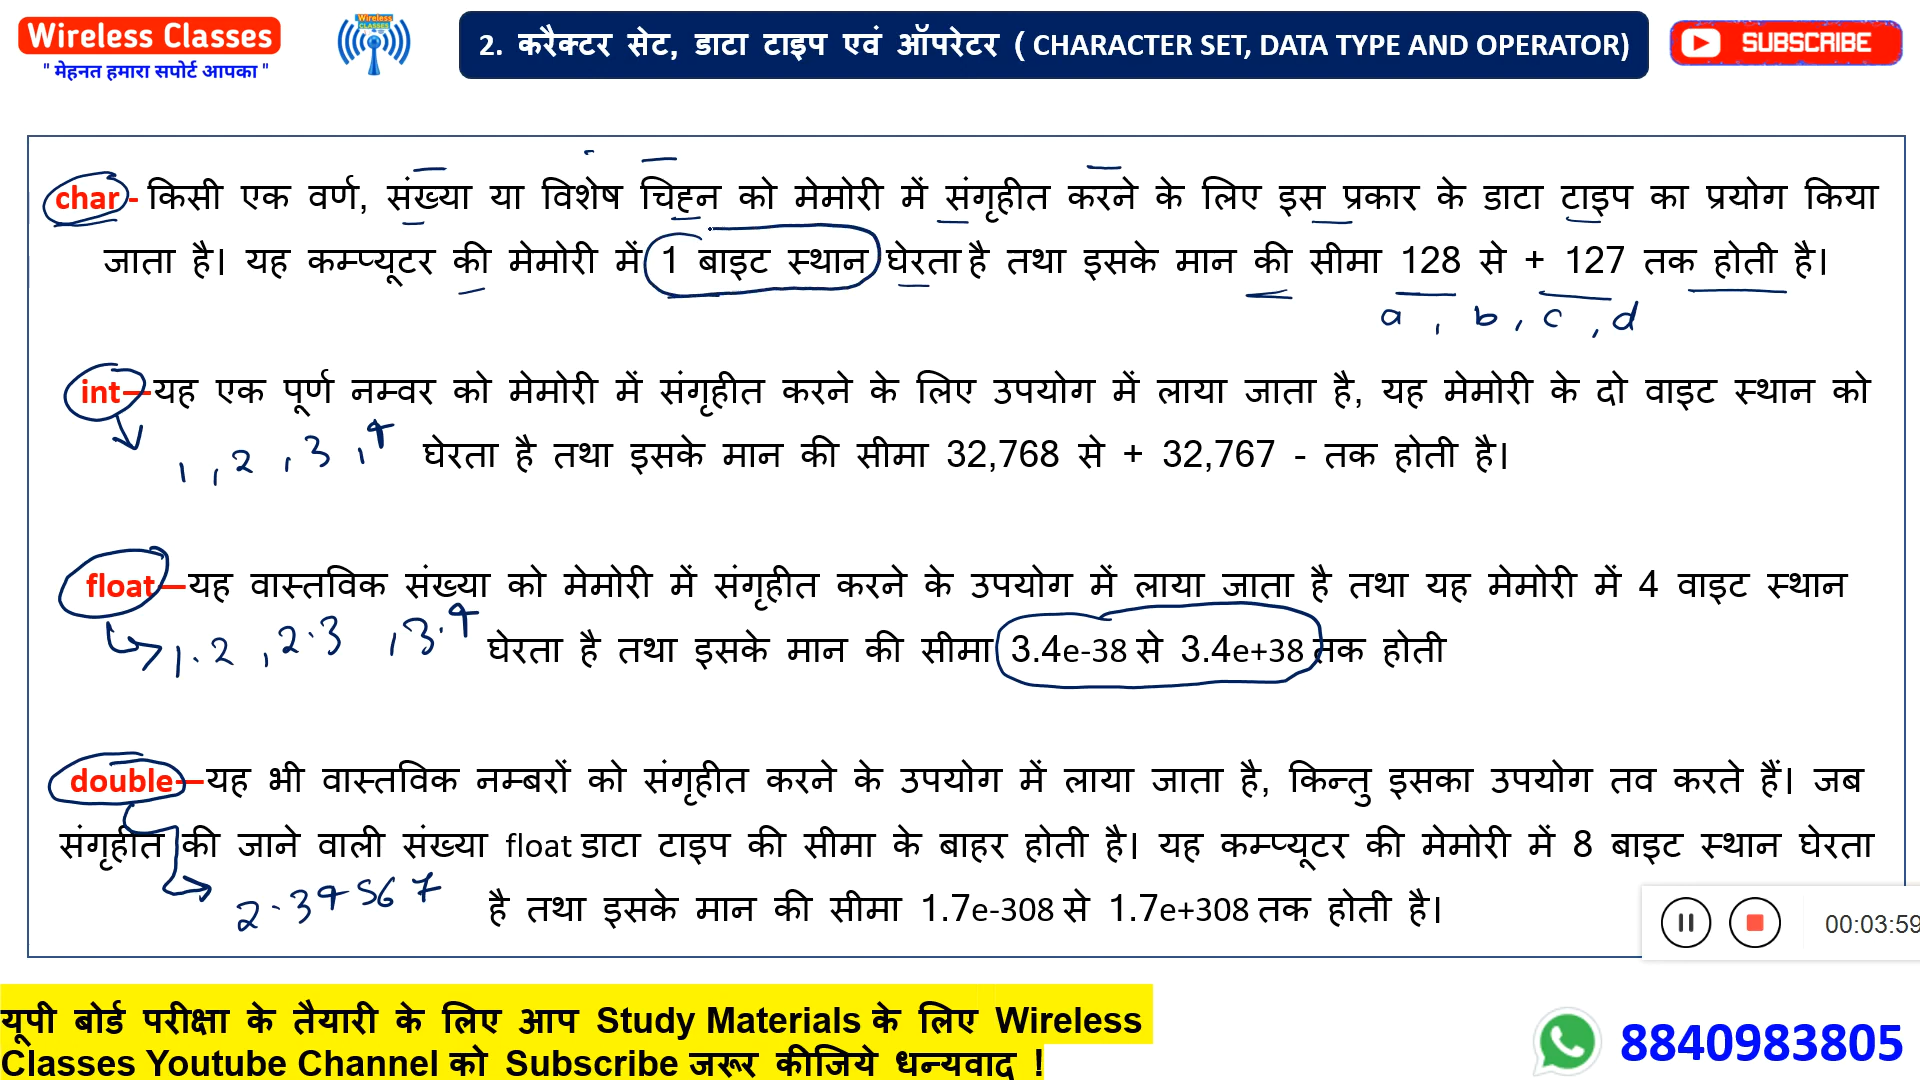 Wireless Classes
" मेहनत हमारा सपोर्ट आपका "
Wireless
CLASSES
2. करैक्टर सेट, डाटा टाइप एवं ऑपरेटर ( CHARACTER SET, DATA TYPE AND OPERATOR)
SUBSCRIBE
char - किसी एक वर्ण, संख्या या विशेष चिह्न को मेमोरी में संगृहीत करने के लिए इस प्रकार के डाटा टाइप का प्रयोग किया
जाता है। यह कम्प्यूटर की मेमोरी में 1 बाइट स्थान घेरता है तथा इसके मान की सीमा 128 से + 127 तक होती है।
a , b , c , d
int—यह एक पूर्ण नम्वर को मेमोरी में संगृहीत करने के लिए उपयोग में लाया जाता है, यह मेमोरी के दो वाइट स्थान को
1 , 2 , 3 , 4
घेरता है तथा इसके मान की सीमा 32,768 से + 32,767 - तक होती है।
float—यह वास्तविक संख्या को मेमोरी में संगृहीत करने के उपयोग में लाया जाता है तथा यह मेमोरी में 4 वाइट स्थान
1.2 , 2.3 , 3.4
घेरता है तथा इसके मान की सीमा 3.4e-38 से 3.4e+38 तक होती
double—यह भी वास्तविक नम्बरों को संगृहीत करने के उपयोग में लाया जाता है, किन्तु इसका उपयोग तव करते हैं। जब
संगृहीत की जाने वाली संख्या float डाटा टाइप की सीमा के बाहर होती है। यह कम्प्यूटर की मेमोरी में 8 बाइट स्थान घेरता
2.34567
है तथा इसके मान की सीमा 1.7e-308 से 1.7e+308 तक होती है।
00:03:59
यूपी बोर्ड परीक्षा के तैयारी के लिए आप Study Materials के लिए Wireless
Classes Youtube Channel को Subscribe जरूर कीजिये धन्यवाद !
8840983805